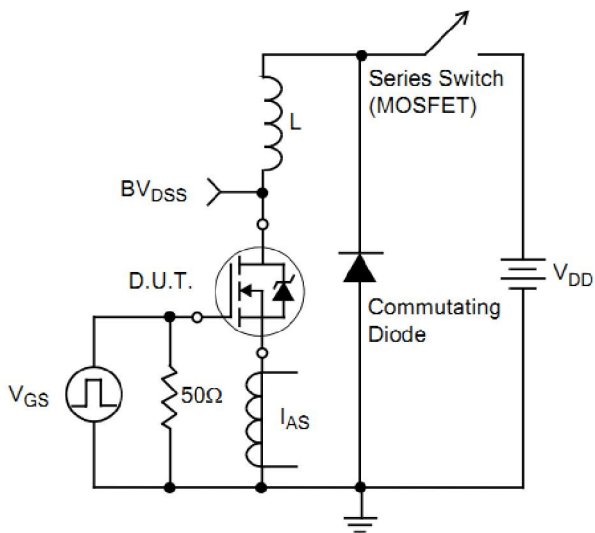 Series Switch
(MOSFET)
L
BVDSS
D.U.T.
VDD
Commutating
Diode
VGS
50Ω
IAS